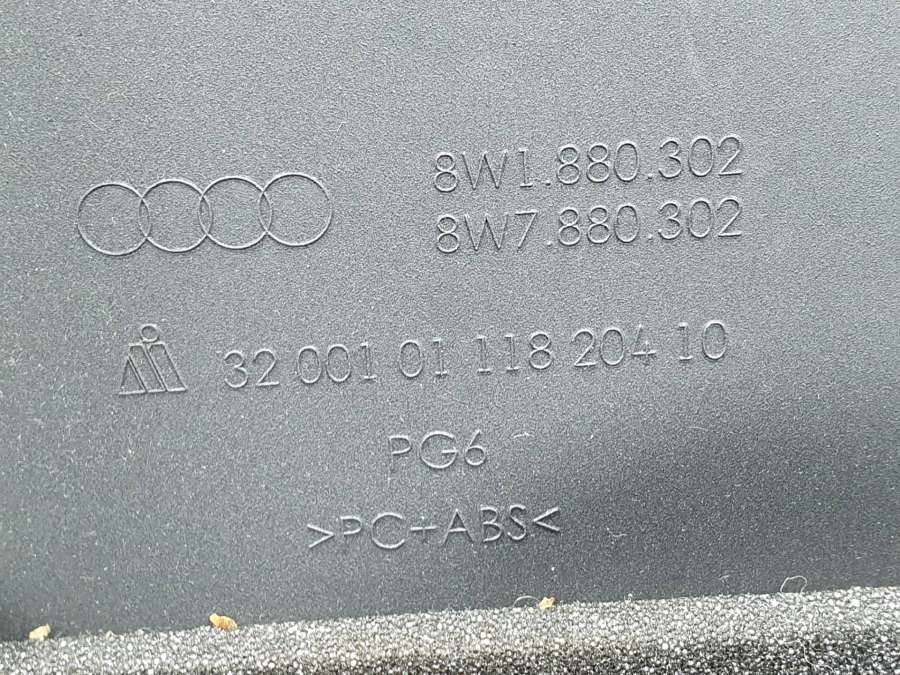 8W1.880.302
8W7.880.302
32 001 01 118 204 10
PG6
>PC+ABS<